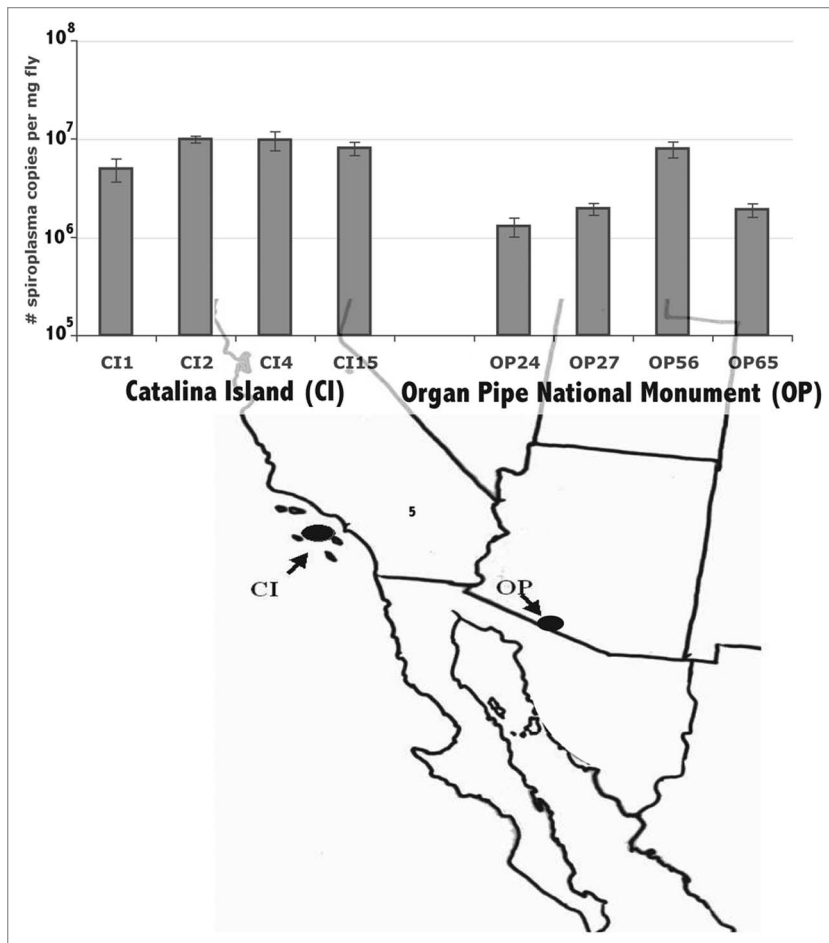 # spiroplasma copies per mg fly
10⁸
10⁷
10⁶
10⁵
CI1 CI2 CI4 CI15 OP24 OP27 OP56 OP65
Catalina Island (CI) Organ Pipe National Monument (OP)
5
CI
OP